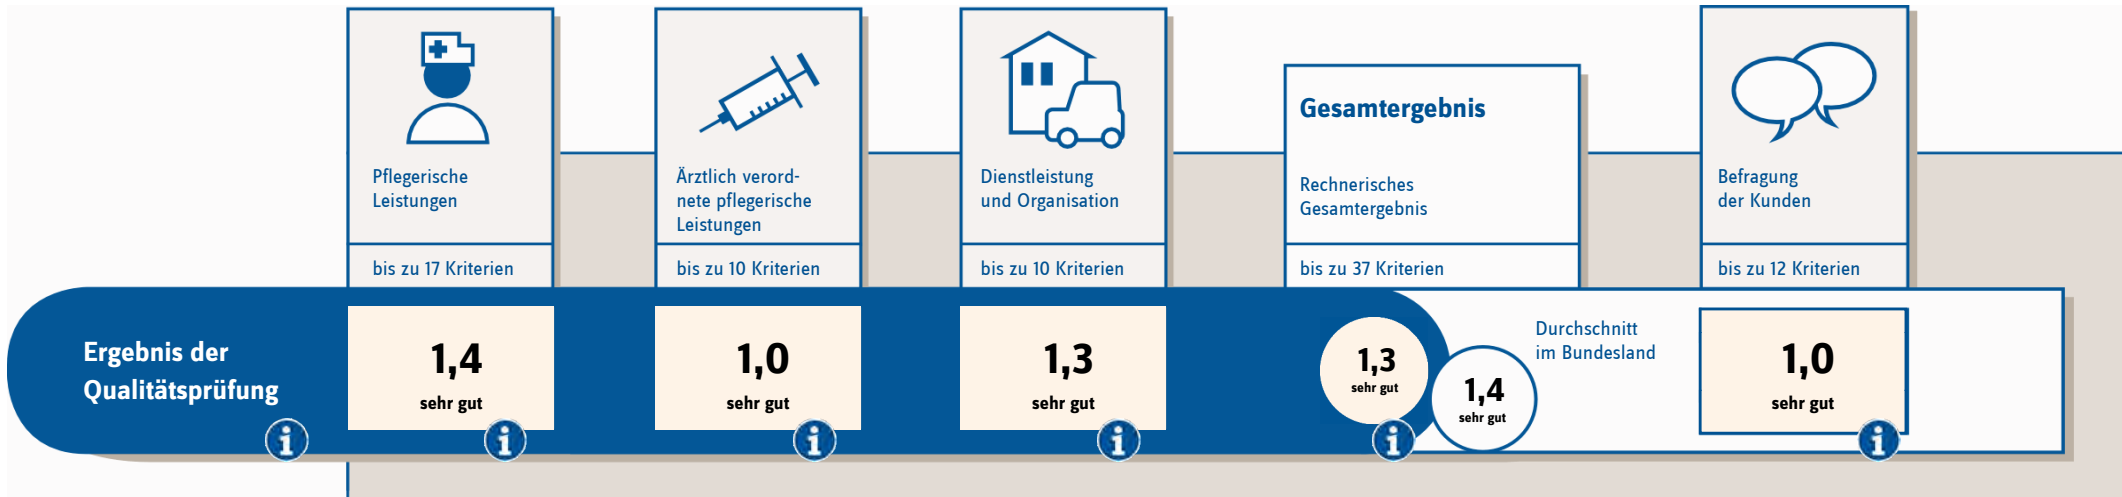 Pflegerische
Leistungen
bis zu 17 Kriterien
Ärztlich verord-
nete pflegerische
Leistungen
bis zu 10 Kriterien
Dienstleistung
und Organisation
bis zu 10 Kriterien
Gesamtergebnis
Rechnerisches
Gesamtergebnis
bis zu 37 Kriterien
Befragung
der Kunden
bis zu 12 Kriterien
Ergebnis der
Qualitätsprüfung
1,4
sehr gut
1,0
sehr gut
1,3
sehr gut
1,3
sehr gut
1,4
sehr gut
Durchschnitt
im Bundesland
1,0
sehr gut